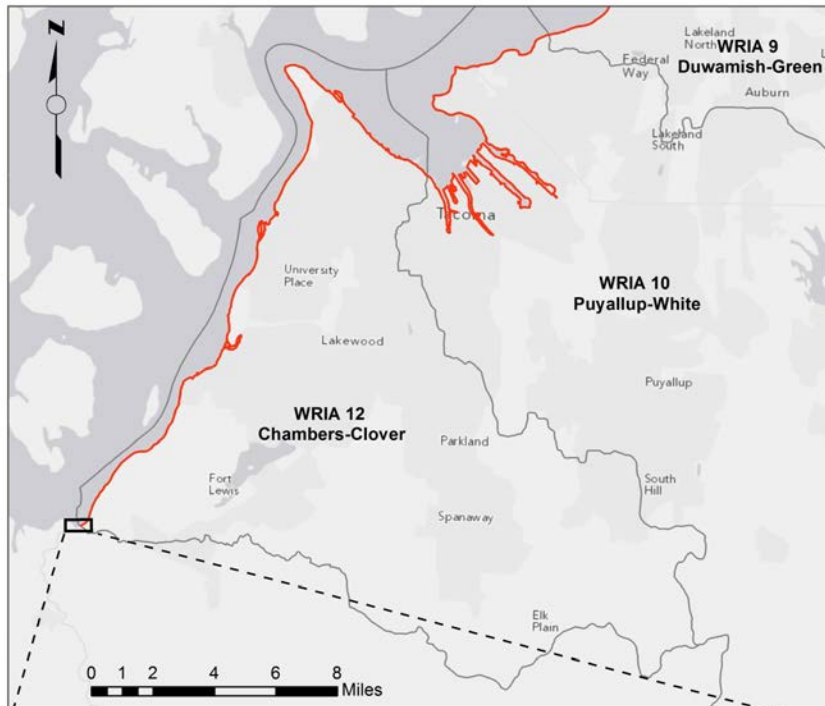 N
WRIA 9
Duwamish-Green
Lakeland
North
Federal
Way
Auburn
Lakeland
South
Tacoma
WRIA 10
Puyallup-White
University
Place
Lakewood
Puyallup
WRIA 12
Chambers-Clover
Parkland
Fort
Lewis
South
Hill
Spanaway
Elk
Plain
0 1 2 4 6 8
Miles